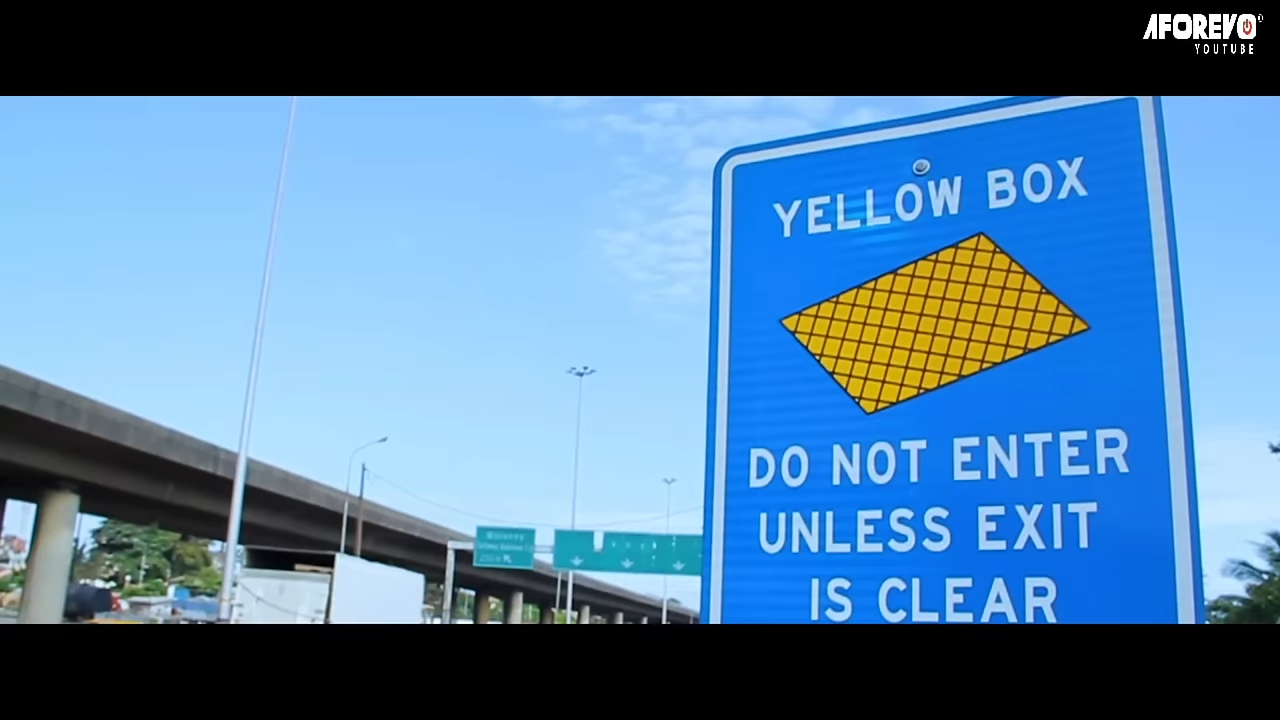 AFOREVO
YOUTUBE
YELLOW BOX
DO NOT ENTER
UNLESS EXIT
IS CLEAR